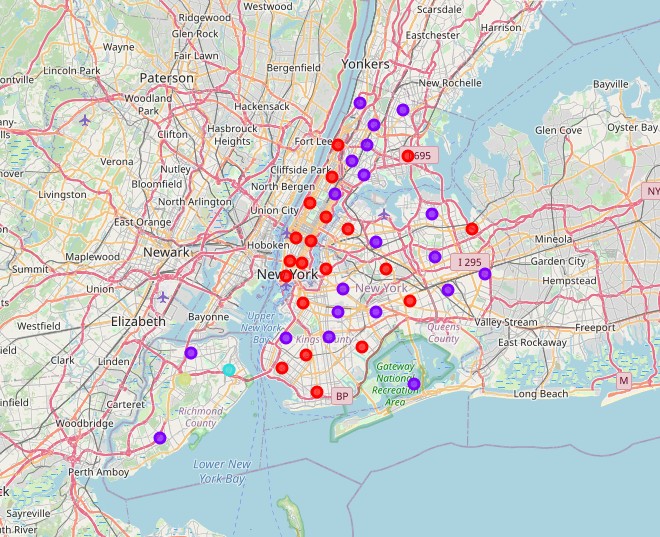 Westwood
Scarsdale
Ridgewood
Harrison
Glen Rock
Eastchester
Wayne
Fair Lawn
Lincoln Park
Bergenfield
Yonkers
Paterson
New Rochelle
Bayville
Hackensack
Woodland
Park
Glen Cove
Oyster Bay
Hasbrouck
Heights
Clifton
Fort Lee
695
Verona
Nutley
Cliffside Park
Bloomfield
North Bergen
Livingston
North Arlington
NY
Union City
East Orange
Mineola
Hoboken
Newark
Maplewood
Garden City
I 295
Summit
New York
Hempstead
Union
New York
Bayonne
Upper
New York
Bay
Elizabeth
Westfield
Valley Stream
Freeport
Queens
County
Kings County
East Rockaway
Clark
Linden
Gateway
National
Recreation
Area
M
Long Beach
BP
Carteret
Richmond
County
Woodbridge
Lower New
York Bay
Perth Amboy
Sayreville